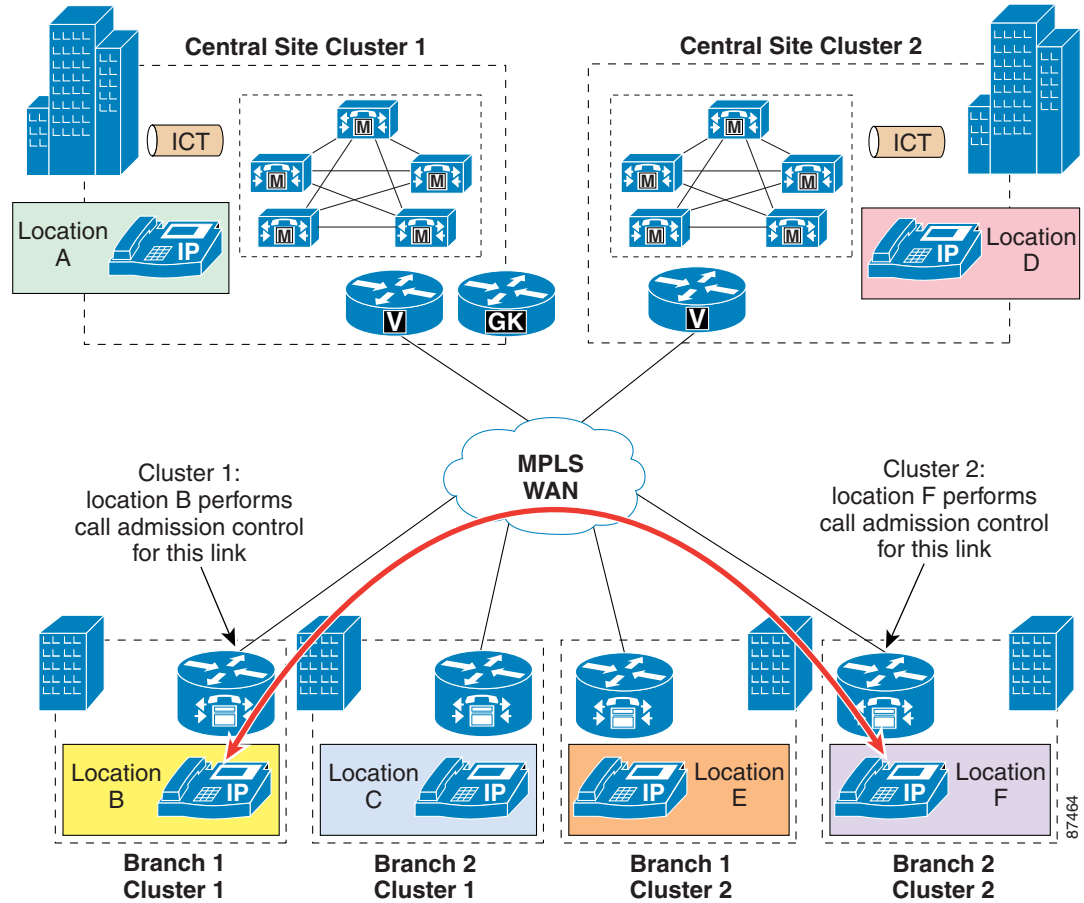 Central Site Cluster 1
Central Site Cluster 2
ICT
M
M
M
M
M
M
M
M
M
M
ICT
Location
A
IP
IP
Location
D
V
GK
V
MPLS
WAN
Cluster 1:
location B performs
call admission control
for this link
Cluster 2:
location F performs
call admission control
for this link
Location
B
IP
Location
C
IP
IP
Location
E
IP
Location
F
Branch 1
Cluster 1
Branch 2
Cluster 1
Branch 1
Cluster 2
Branch 2
Cluster 2
87464